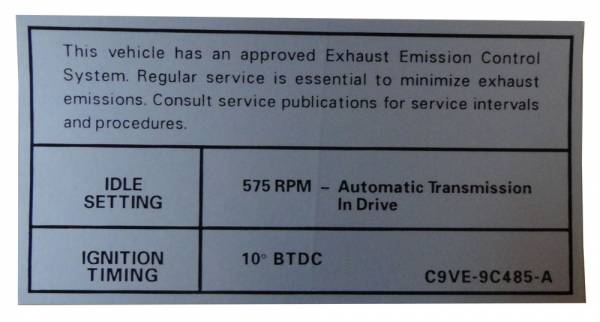 This vehicle has an approved Exhaust Emission Control
System. Regular service is essential to minimize exhaust
emissions. Consult service publications for service intervals
and procedures.
IDLE
SETTING
575 RPM – Automatic Transmission
In Drive
IGNITION
TIMING
10° BTDC
C9VE-9C485-A